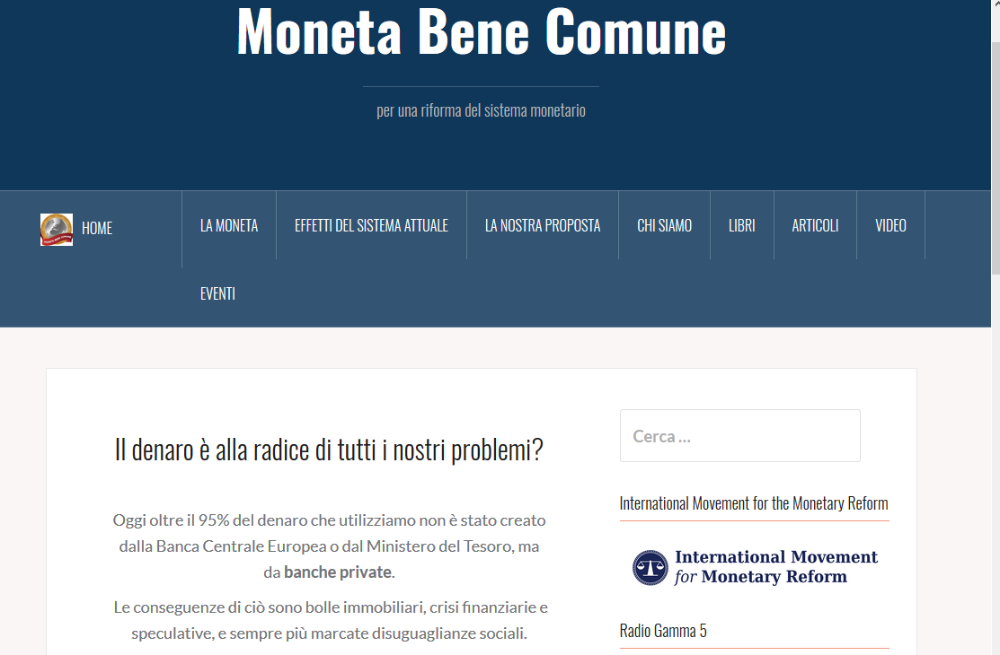 Moneta Bene Comune
per una riforma del sistema monetario
HOME
LA MONETA
EFFETTI DEL SISTEMA ATTUALE
LA NOSTRA PROPOSTA
CHI SIAMO
LIBRI
ARTICOLI
VIDEO
EVENTI
Il denaro è alla radice di tutti i nostri problemi?
Oggi oltre il 95% del denaro che utilizziamo non è stato creato
dalla Banca Centrale Europea o dal Ministero del Tesoro, ma
da banche private.
Le conseguenze di ciò sono bolle immobiliari, crisi finanziarie e
speculative, e sempre più marcate disuguaglianze sociali.
Cerca ...
International Movement for the Monetary Reform
International Movement
for Monetary Reform
Radio Gamma 5